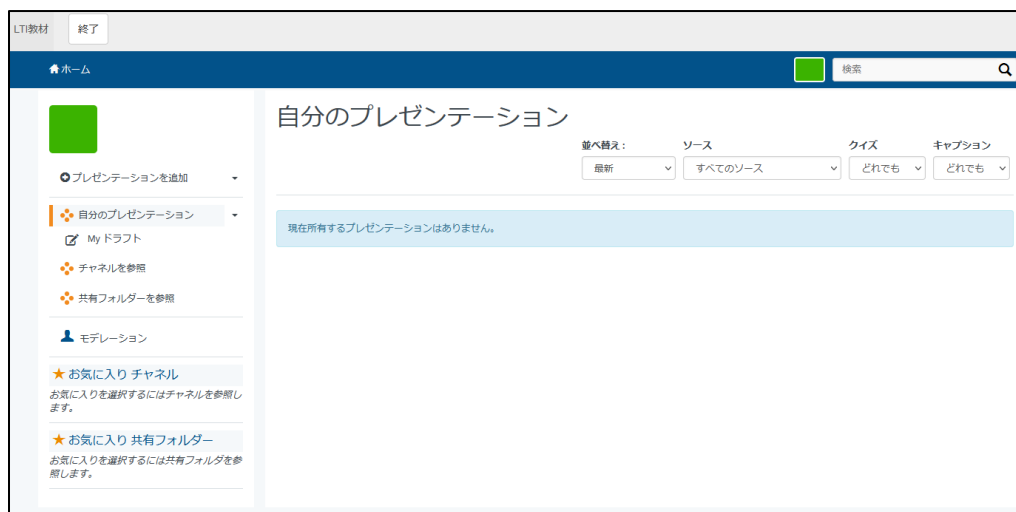 LTI教材
終了
ホーム
検索
プレゼンテーションを追加
自分のプレゼンテーション
My ドラフト
チャネルを参照
共有フォルダーを参照
モデレーション
お気に入り チャネル
お気に入りを選択するにはチャネルを参照し
ます。
お気に入り 共有フォルダー
お気に入りを選択するには共有フォルダを参
照します。
自分のプレゼンテーション
並べ替え : ソース クイズ キャプション
最新 すべてのソース どれでも どれでも
現在所有するプレゼンテーションはありません。